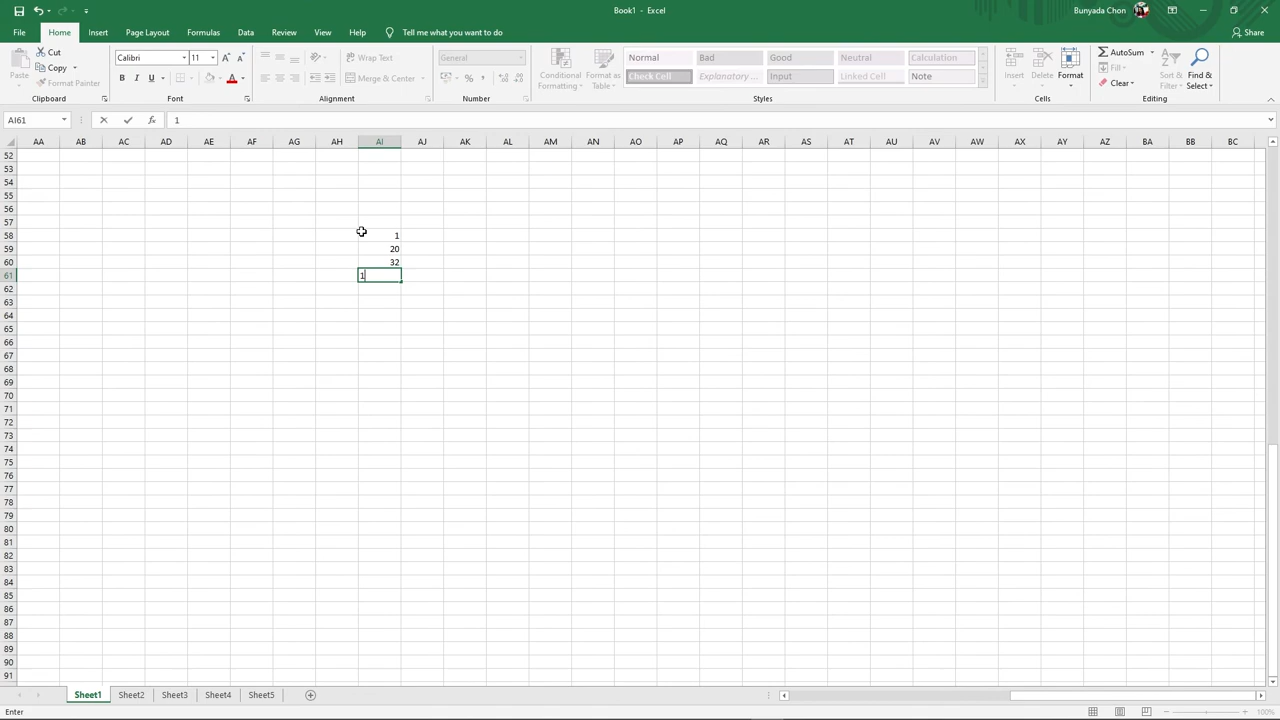 Book1 - Excel
Bunyada Chon
File Home Insert Page Layout Formulas Data Review View Help Tell me what you want to do Share
Paste
Cut
Copy
Format Painter
Clipboard
Calibri 11
B I U
Font
Wrap Text
Merge & Center
Alignment
General
Number
Conditional Formatting
Format as Table
Normal Bad Good Neutral Calculation
Check Cell Explanatory ... Input Linked Cell Note
Styles
Insert Delete Format
Cells
AutoSum
Fill
Clear
Sort & Filter
Find & Select
Editing
AI61 fx 1
AA AB AC AD AE AF AG AH AI AJ AK AL AM AN AO AP AQ AR AS AT AU AV AW AX AY AZ BA BB BC
52
53
54
55
56
57
58 1
59 20
60 32
61 1
62
63
64
65
66
67
68
69
70
71
72
73
74
75
76
77
78
79
80
81
82
83
84
85
86
87
88
89
90
91
Sheet1 Sheet2 Sheet3 Sheet4 Sheet5
Enter 100%